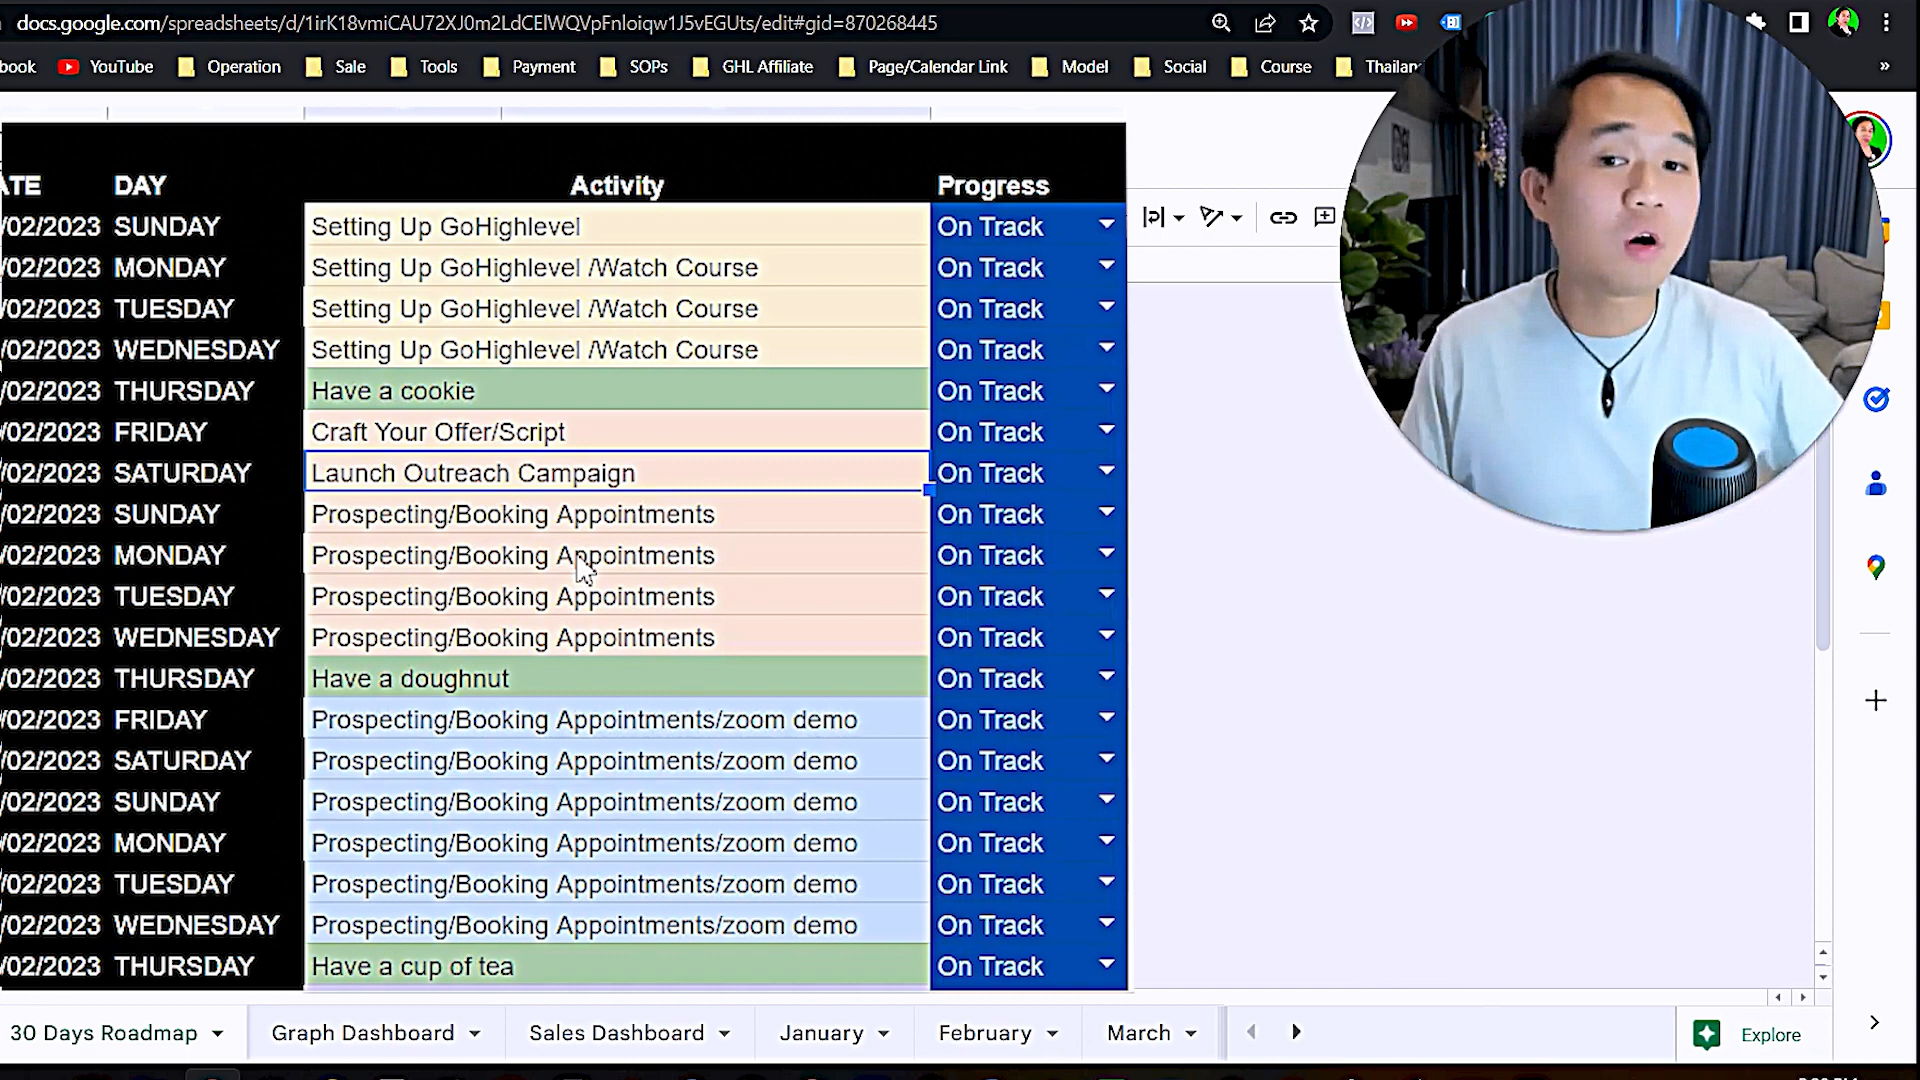 docs.google.com/spreadsheets/d/1irK18vmiCAU72XJ0m2LdCElWQVpFnloiqw1J5vEGUts/edit#gid=870268445
book YouTube Operation Sale Tools Payment SOPs GHL Affiliate Page/Calendar Link Model Social Course Thailan »
ATE DAY Activity Progress
/02/2023 SUNDAY Setting Up GoHighlevel On Track
/02/2023 MONDAY Setting Up GoHighlevel /Watch Course On Track
/02/2023 TUESDAY Setting Up GoHighlevel /Watch Course On Track
/02/2023 WEDNESDAY Setting Up GoHighlevel /Watch Course On Track
/02/2023 THURSDAY Have a cookie On Track
/02/2023 FRIDAY Craft Your Offer/Script On Track
/02/2023 SATURDAY Launch Outreach Campaign On Track
/02/2023 SUNDAY Prospecting/Booking Appointments On Track
/02/2023 MONDAY Prospecting/Booking Appointments On Track
/02/2023 TUESDAY Prospecting/Booking Appointments On Track
/02/2023 WEDNESDAY Prospecting/Booking Appointments On Track
/02/2023 THURSDAY Have a doughnut On Track
/02/2023 FRIDAY Prospecting/Booking Appointments/zoom demo On Track
/02/2023 SATURDAY Prospecting/Booking Appointments/zoom demo On Track
/02/2023 SUNDAY Prospecting/Booking Appointments/zoom demo On Track
/02/2023 MONDAY Prospecting/Booking Appointments/zoom demo On Track
/02/2023 TUESDAY Prospecting/Booking Appointments/zoom demo On Track
/02/2023 WEDNESDAY Prospecting/Booking Appointments/zoom demo On Track
/02/2023 THURSDAY Have a cup of tea On Track
30 Days Roadmap Graph Dashboard Sales Dashboard January February March Explore